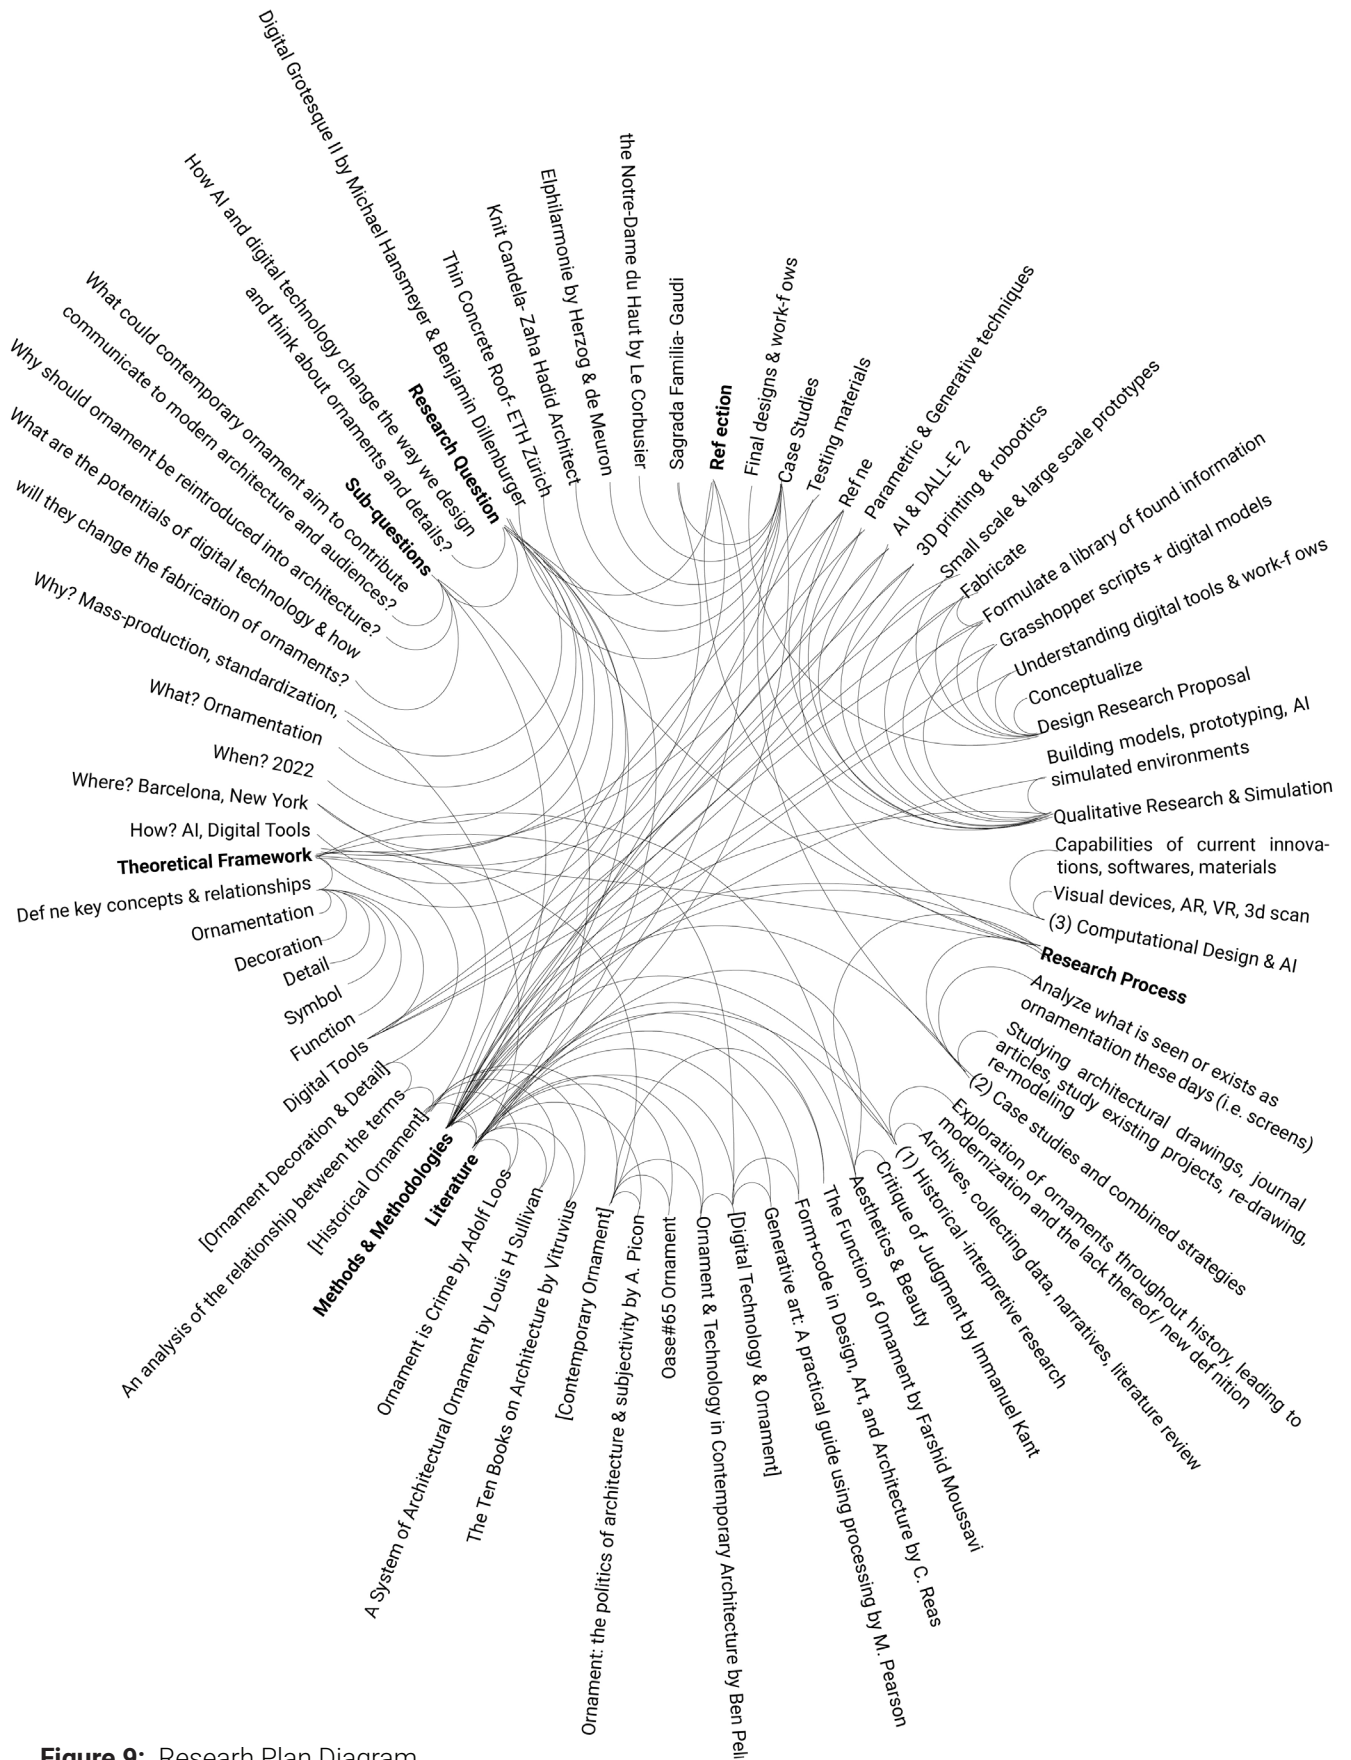 Digital Grotesque II by Michael Hansmeyer & Benjamin Dillenburger
Thin Concrete Roof- ETH Zürich
Knit Candela- Zaha Hadid Architect
Elphilarmonie by Herzog & de Meuron
the Notre-Dame du Haut by Le Corbusier
Sagrada Familia- Gaudi
Ref ection
Final designs & work-f ows
Case Studies
Testing materials
Ref ne
Parametric & Generative techniques
AI & DALL-E 2
3D printing & robootics
Small scale & large scale prototypes
Fabricate
Formulate a library of found information
Grasshopper scripts + digital models
Understanding digital tools & work-f ows
Conceptualize
Design Research Proposal
Building models, prototyping, AI
simulated environments
Qualitative Research & Simulation
Capabilities of current innova-
tions, softwares, materials
Visual devices, AR, VR, 3d scan
(3) Computational Design & AI
Research Process
Analyze what is seen or exists as
ornamentation these days (i.e. screens)
Studying architectural drawings, journal
articles, study existing projects, re-drawing,
re-modeling
(2) Case studies and combined strategies
Exploration of ornaments throughout history, leading to
modernization and the lack thereof/ new def nition
Archives, collecting data, narratives, literature review
(1) Historical -interpretive research
Critique of Judgment by Immanuel Kant
Aesthetics & Beauty
The Function of Ornament by Farshid Moussavi
Form+code in Design, Art, and Architecture by C. Reas
Generative art: A practical guide using processing by M. Pearson
[Digital Technology & Ornament]
Ornament & Technology in Contemporary Architecture by Ben Pel
Oase#65 Ornament
Ornament: the politics of architecture & subjectivity by A. Picon
[Contemporary Ornament]
The Ten Books on Architecture by Vitruvius
A System of Architectural Ornament by Louis H Sullivan
Ornament is Crime by Adolf Loos
Literature
Methods & Methodologies
[Historical Ornament]
An analysis of the relationship between the terms
[Ornament Decoration & Detail]
Digital Tools
Function
Symbol
Detail
Decoration
Ornamentation
Def ne key concepts & relationships
Theoretical Framework
How? AI, Digital Tools
Where? Barcelona, New York
When? 2022
What? Ornamentation
Why? Mass-production, standardization,
What are the potentials of digital technology & how
will they change the fabrication of ornaments?
Why should ornament be reintroduced into architecture?
What could contemporary ornament aim to contribute
communicate to modern architecture and audiences?
Sub-questions
How AI and digital technology change the way we design
and think about ornaments and details?
Research Question
Figure 9: Researh Plan Diagram